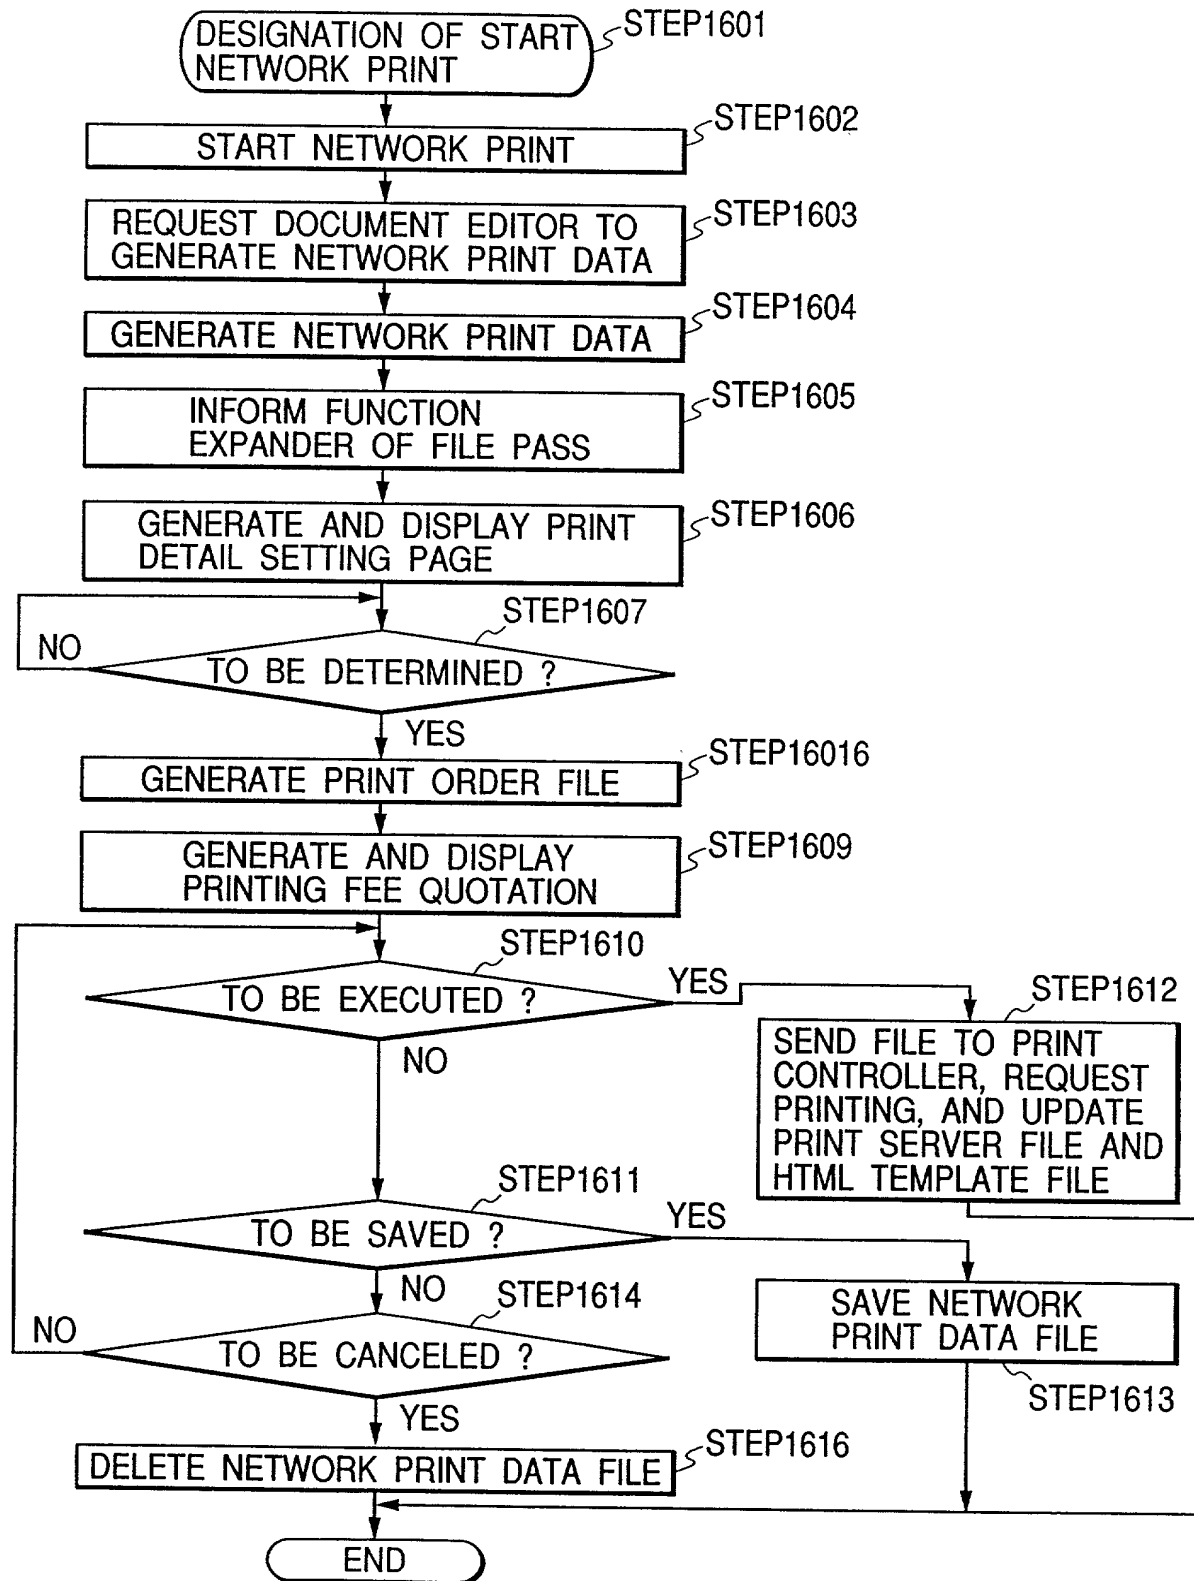 DESIGNATION OF START
NETWORK PRINT
STEP1601
START NETWORK PRINT
STEP1602
REQUEST DOCUMENT EDITOR TO
GENERATE NETWORK PRINT DATA
STEP1603
GENERATE NETWORK PRINT DATA
STEP1604
INFORM FUNCTION
EXPANDER OF FILE PASS
STEP1605
GENERATE AND DISPLAY PRINT
DETAIL SETTING PAGE
STEP1606
STEP1607
NO
TO BE DETERMINED ?
YES
GENERATE PRINT ORDER FILE
STEP16016
GENERATE AND DISPLAY
PRINTING FEE QUOTATION
STEP1609
STEP1610
TO BE EXECUTED ?
YES
NO
STEP1612
SEND FILE TO PRINT
CONTROLLER, REQUEST
PRINTING, AND UPDATE
PRINT SERVER FILE AND
HTML TEMPLATE FILE
STEP1611
TO BE SAVED ?
YES
NO
SAVE NETWORK
PRINT DATA FILE
STEP1613
STEP1614
NO
TO BE CANCELED ?
YES
DELETE NETWORK PRINT DATA FILE
STEP1616
END